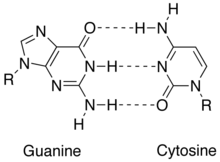 H
O H-N
N
N-H N
N
R N N N
N-H O R
H
Guanine Cytosine